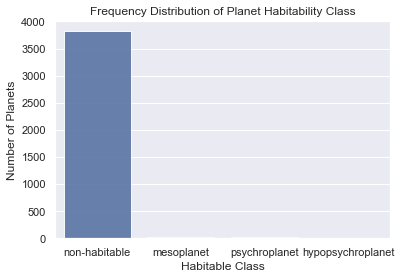 Frequency Distribution of Planet Habitability Class
Number of Planets
4000
3500
3000
2500
2000
1500
1000
500
0
non-habitable mesoplanet psychroplanet hypopsychroplanet
Habitable Class